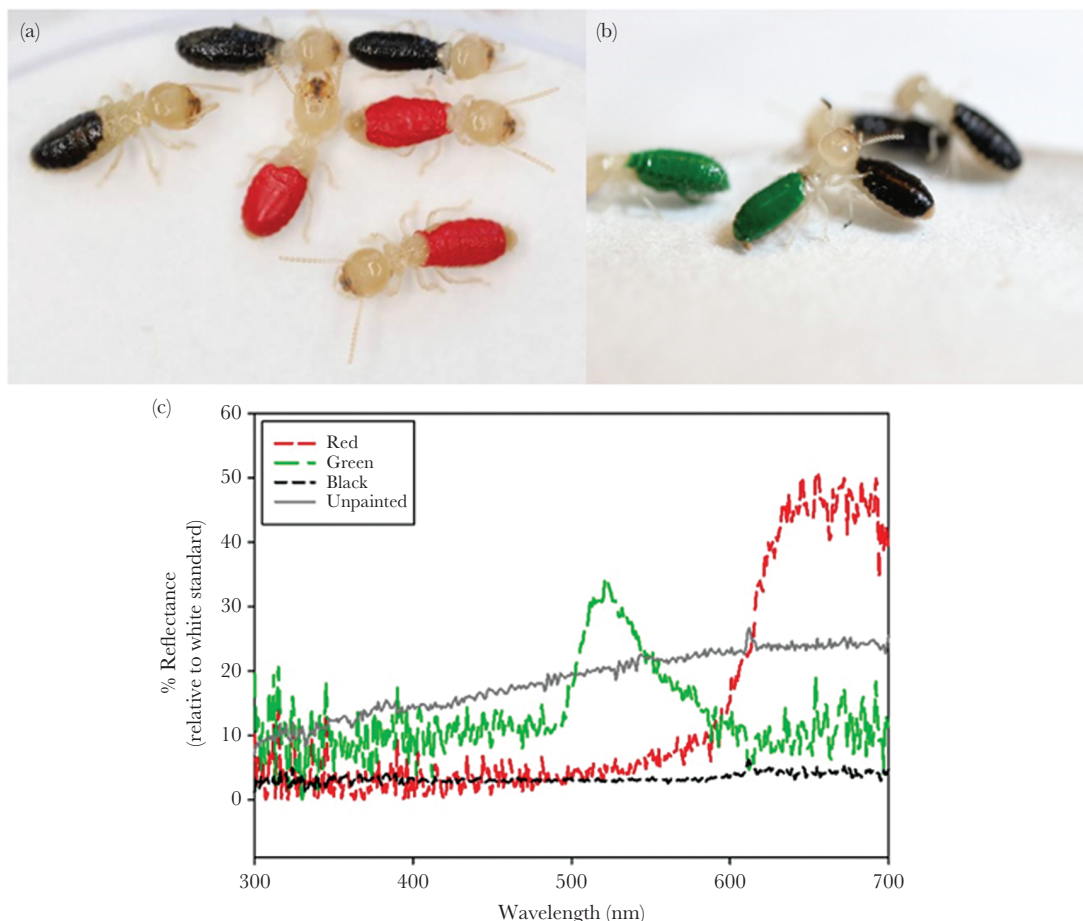 (a)
(b)
(c)
60
50
40
30
20
10
0
% Reflectance
(relative to white standard)
Red
Green
Black
Unpainted
300
400
500
600
700
Wavelength (nm)